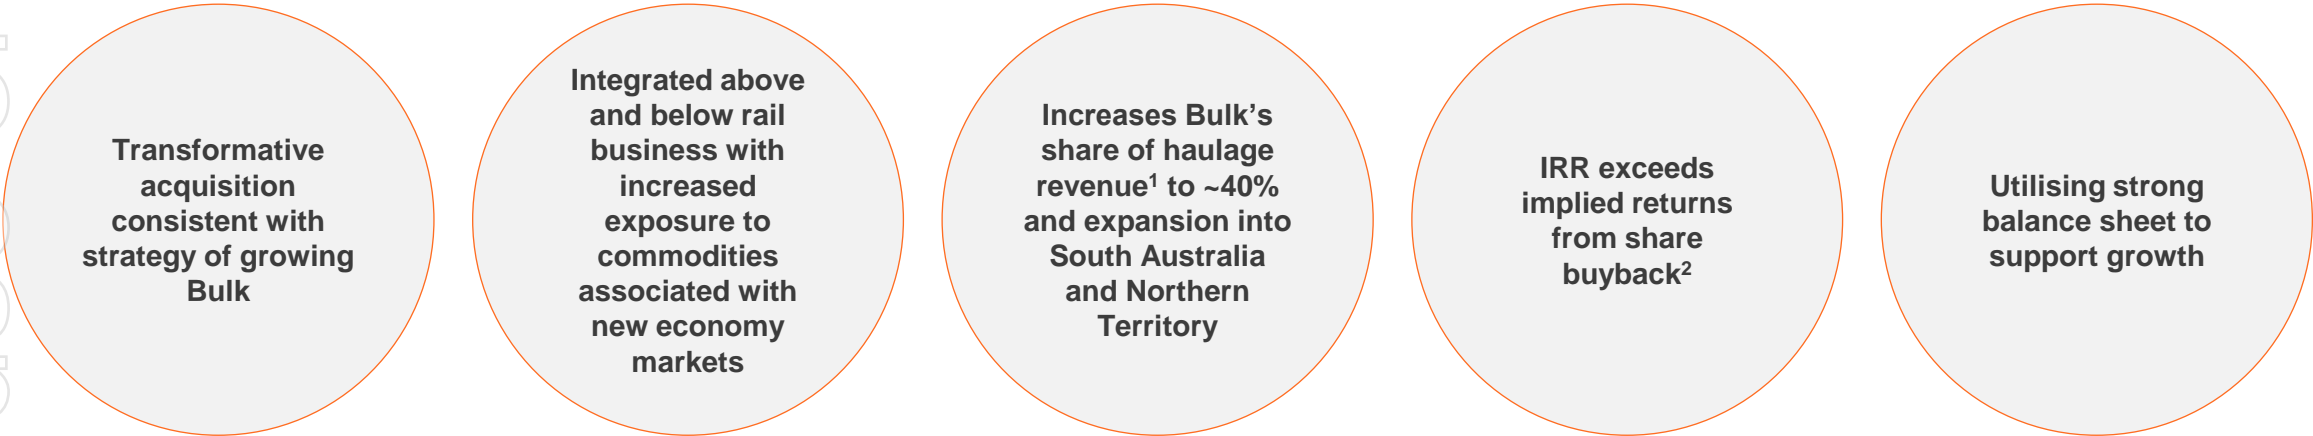 Transformative
acquisition
consistent with
strategy of growing
Bulk
Integrated above
and below rail
business with
increased
exposure to
commodities
associated with
new economy
markets
Increases Bulk’s
share of haulage
revenue¹ to ~40%
and expansion into
South Australia
and Northern
Territory
IRR exceeds
implied returns
from share
buyback²
Utilising strong
balance sheet to
support growth